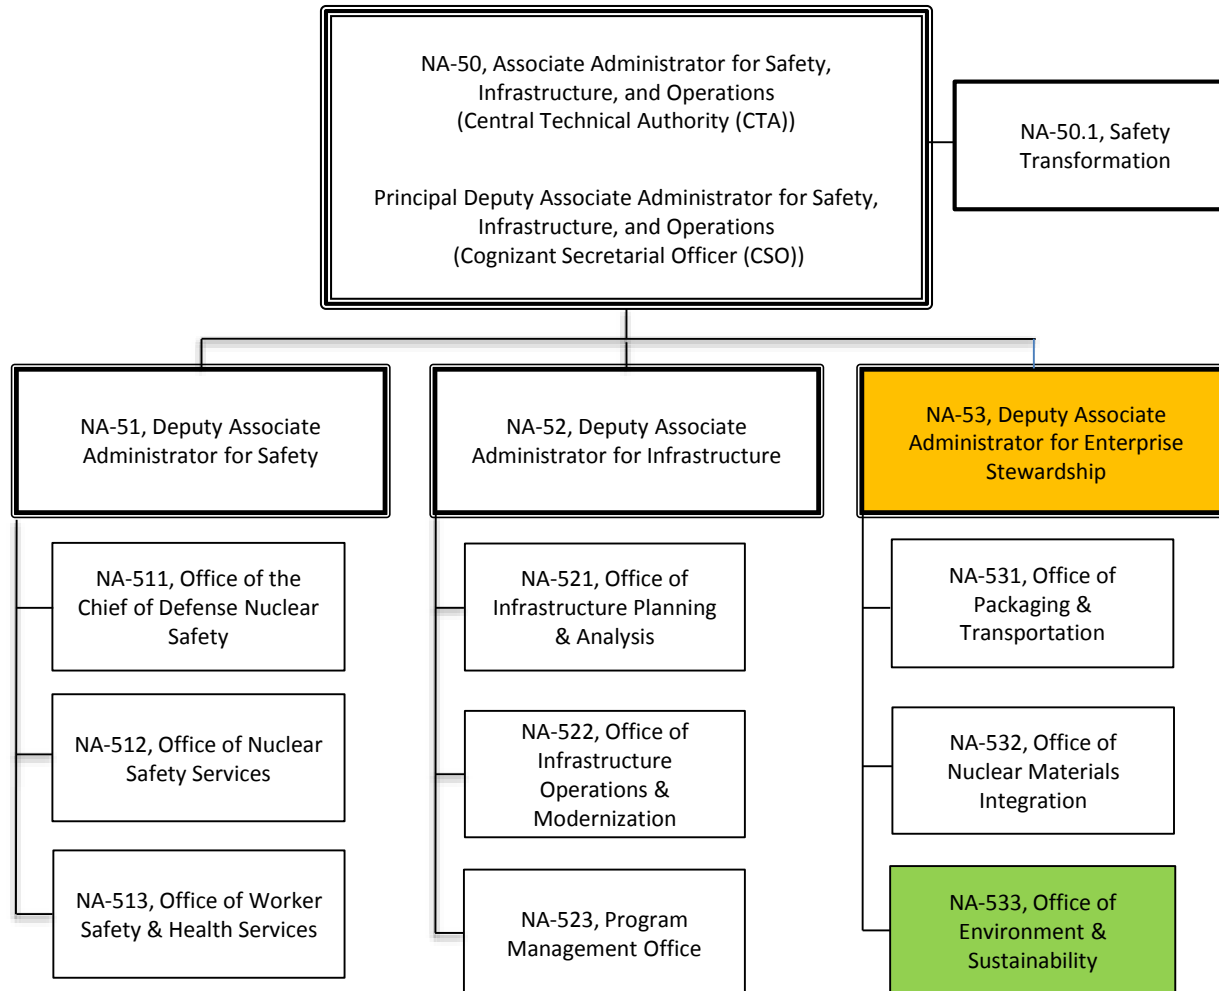 NA-50, Associate Administrator for Safety,
Infrastructure, and Operations
(Central Technical Authority (CTA))
Principal Deputy Associate Administrator for Safety,
Infrastructure, and Operations
(Cognizant Secretarial Officer (CSO))
NA-50.1, Safety
Transformation
NA-51, Deputy Associate
Administrator for Safety
NA-52, Deputy Associate
Administrator for Infrastructure
NA-53, Deputy Associate
Administrator for Enterprise
Stewardship
NA-511, Office of the
Chief of Defense Nuclear
Safety
NA-521, Office of
Infrastructure Planning
& Analysis
NA-531, Office of
Packaging &
Transportation
NA-512, Office of Nuclear
Safety Services
NA-522, Office of
Infrastructure
Operations &
Modernization
NA-532, Office of
Nuclear Materials
Integration
NA-513, Office of Worker
Safety & Health Services
NA-523, Program
Management Office
NA-533, Office of
Environment &
Sustainability